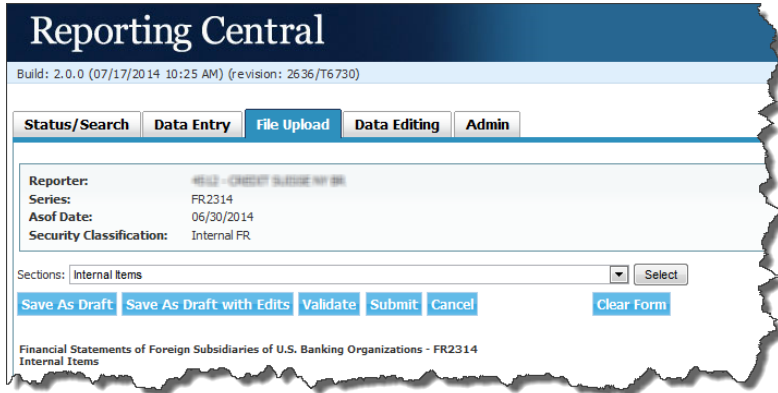 Reporting Central
Build: 2.0.0 (07/17/2014 10:25 AM) (revision: 2636/T6730)
Status/Search Data Entry File Upload Data Editing Admin
Reporter:
Series: FR2314
Asof Date: 06/30/2014
Security Classification: Internal FR
Sections: Internal Items Select
Save As Draft Save As Draft with Edits Validate Submit Cancel Clear Form
Financial Statements of Foreign Subsidiaries of U.S. Banking Organizations - FR2314
Internal Items